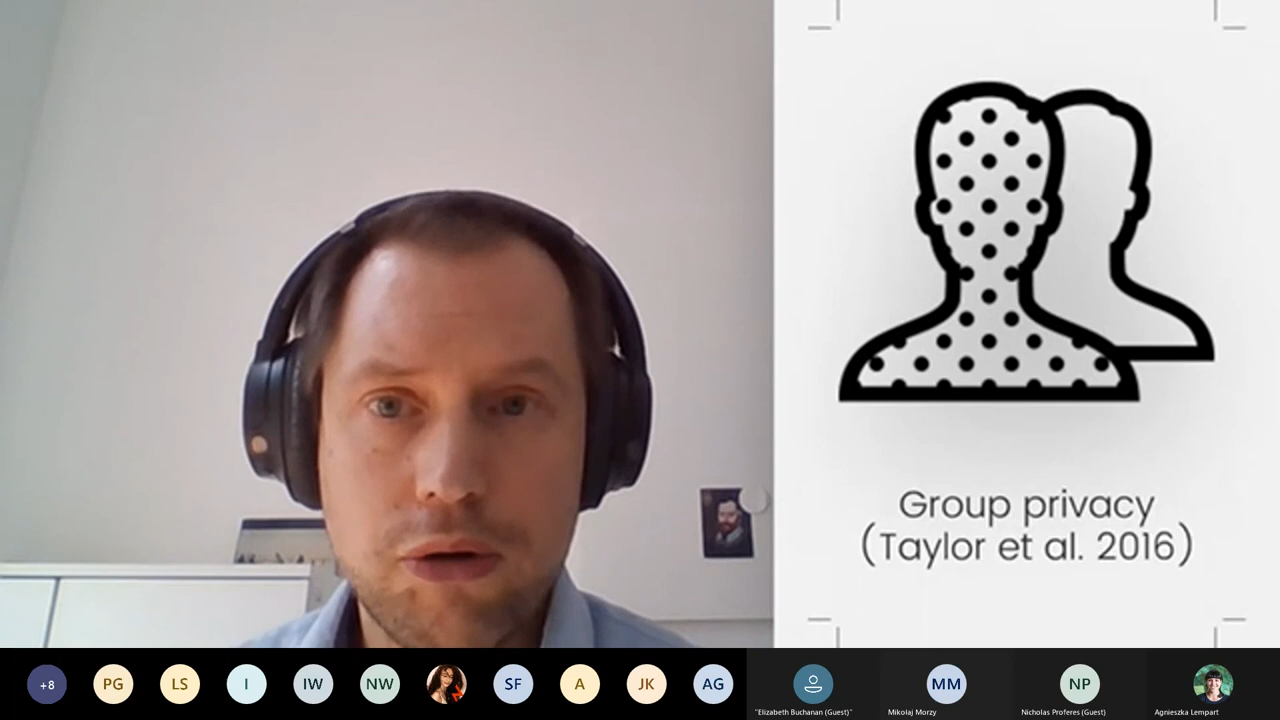 Group privacy
(Taylor et al. 2016)
+8
PG
LS
I
IW
NW
SF
A
JK
AG
"Elizabeth Buchanan (Guest)"
MM
Mikołaj Morzy
NP
Nicholas Proferes (Guest)
Agnieszka Lempart